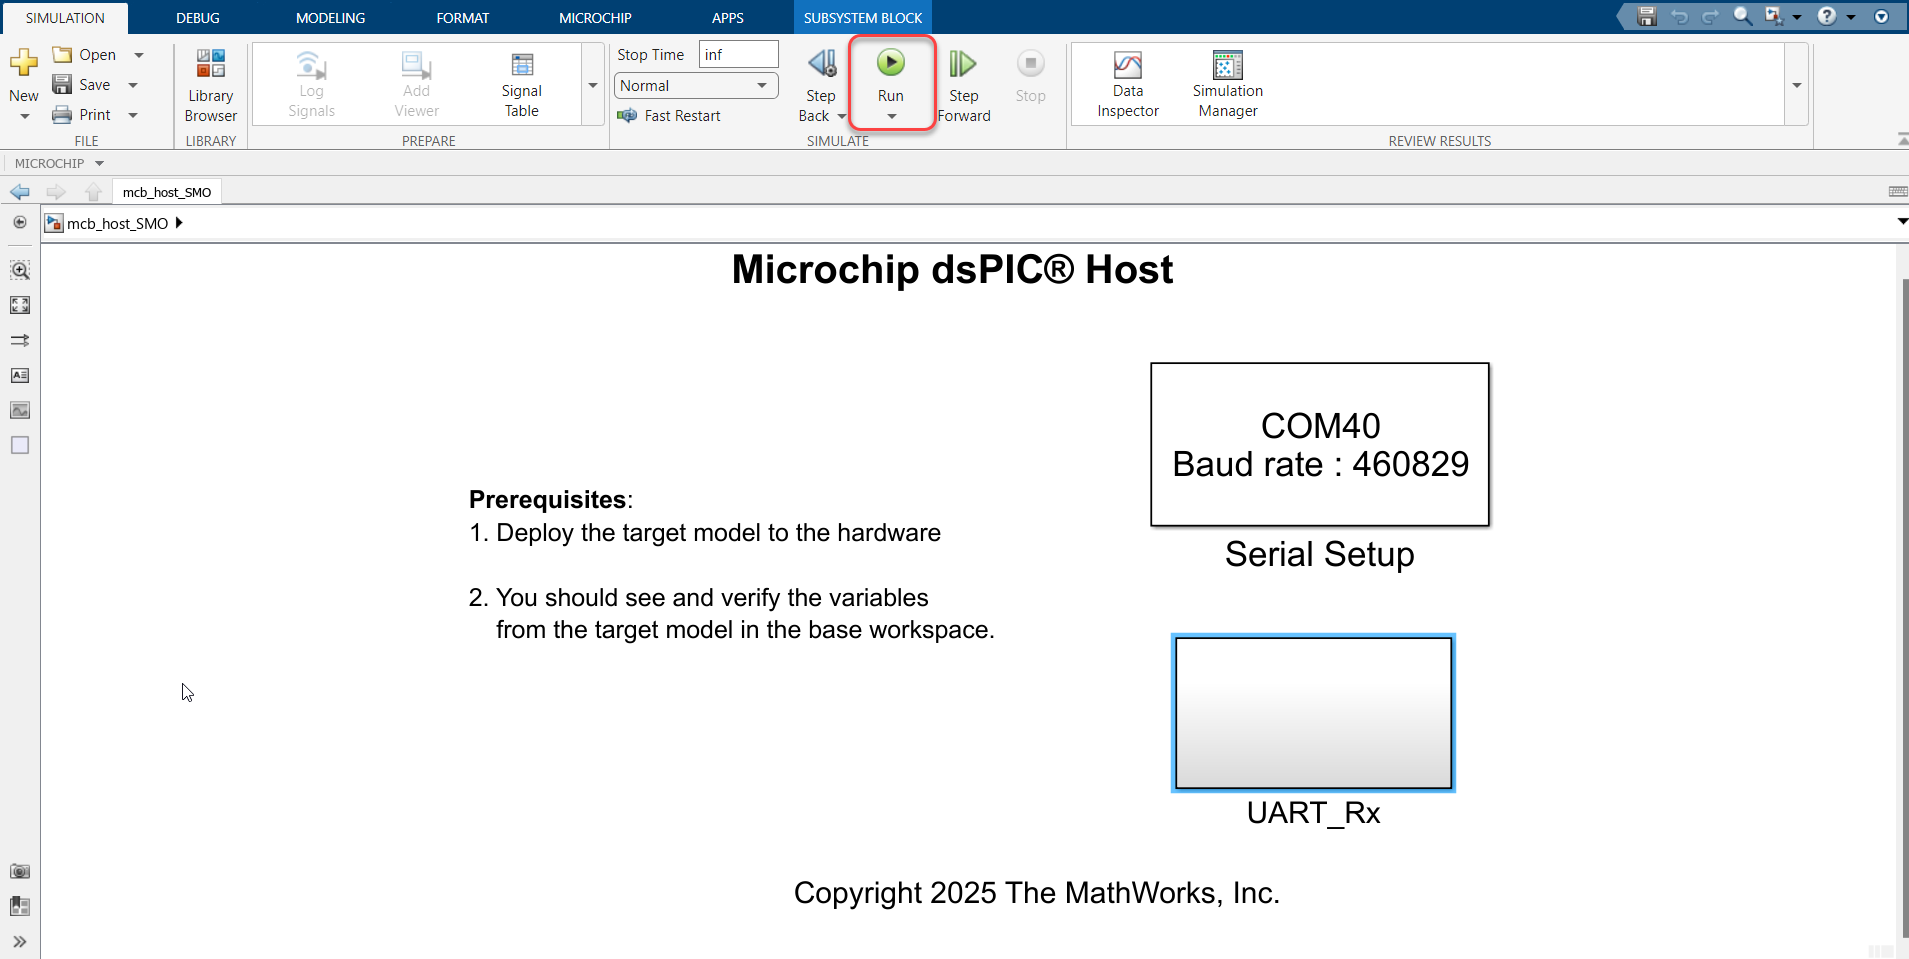 SIMULATION
DEBUG
MODELING
FORMAT
MICROCHIP
APPS
SUBSYSTEM BLOCK
New
Open
Save
Print
FILE
Library
Browser
LIBRARY
Log
Signals
Add
Viewer
Signal
Table
PREPARE
Stop Time
inf
Normal
Fast Restart
Step
Back
Run
Step
Forward
Stop
SIMULATE
Data
Inspector
Simulation
Manager
REVIEW RESULTS
MICROCHIP
mcb_host_SMO
mcb_host_SMO
Microchip dsPIC® Host
COM40
Baud rate : 460829
Serial Setup
Prerequisites:
1. Deploy the target model to the hardware
2. You should see and verify the variables
from the target model in the base workspace.
UART_Rx
Copyright 2025 The MathWorks, Inc.